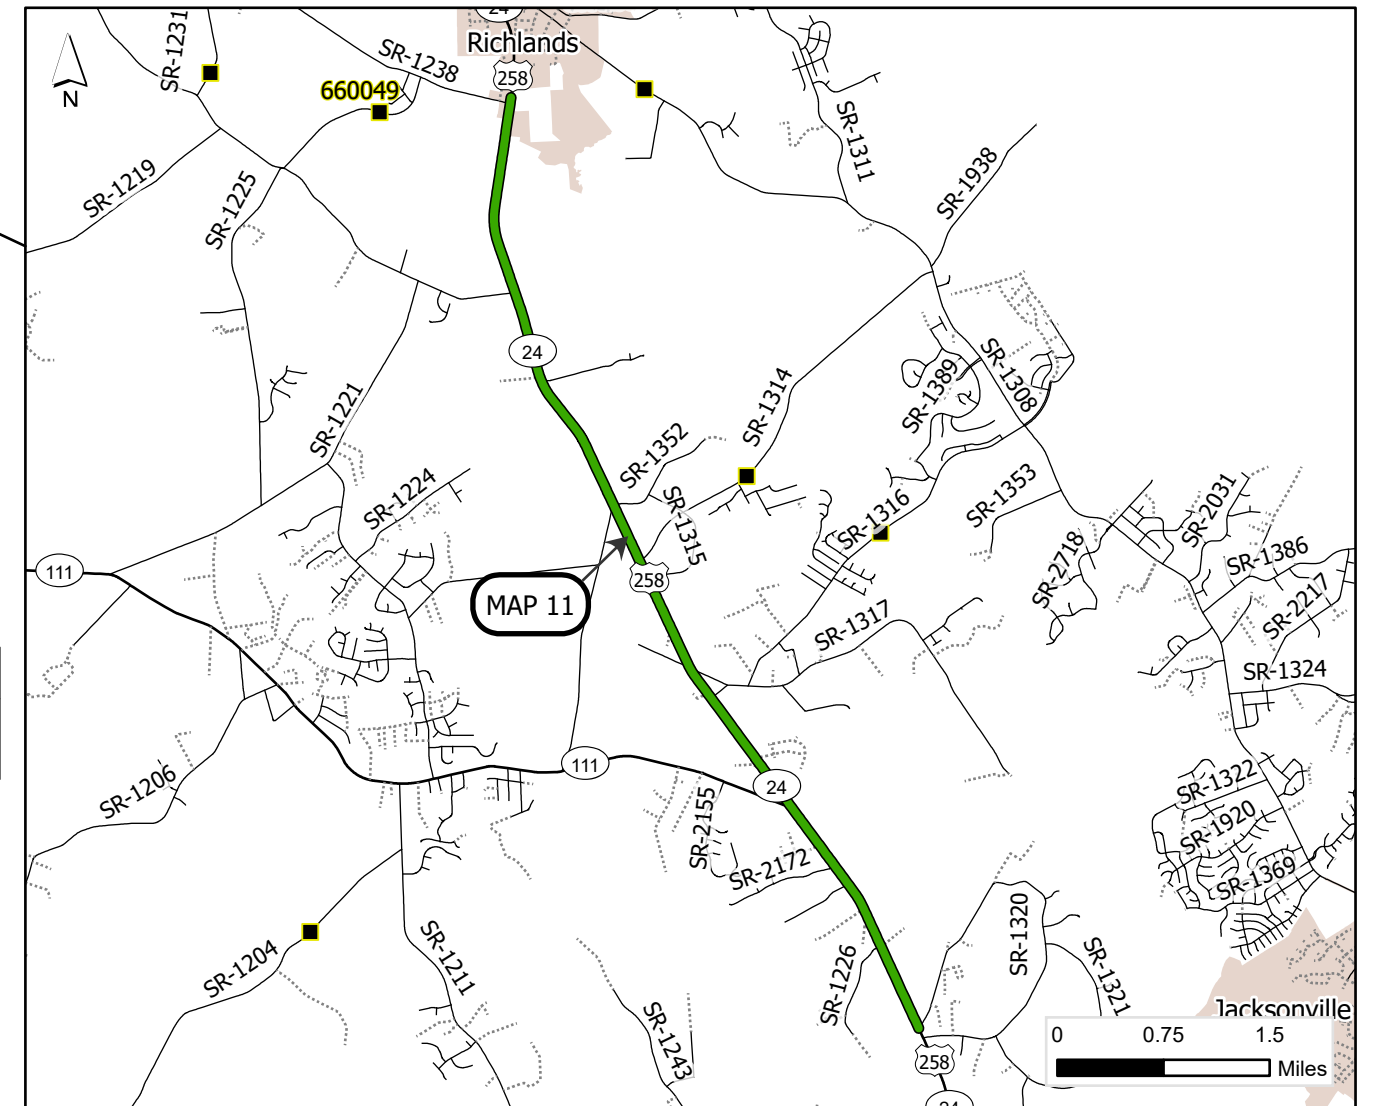 24
Richlands
SR-1231
SR-1238
258
N
660049
SR-1311
SR-1219
SR-1225
SR-1938
24
SR-1221
SR-1314
SR-1389
SR-1308
SR-1352
SR-1224
SR-1315
SR-1316
SR-1353
SR-2031
SR-2718
SR-1386
SR-2217
111
258
MAP 11
SR-1317
SR-1324
111
24
SR-1206
SR-2155
SR-2172
SR-1322
SR-1920
SR-1369
SR-1204
SR-1211
SR-1226
SR-1320
SR-1321
SR-1243
Jacksonville
0 0.75 1.5
Miles
258
24